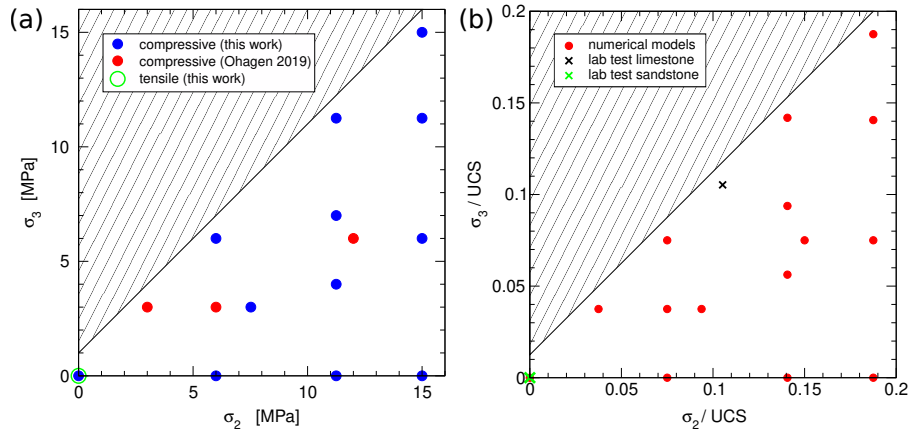 (a)
compressive (this work)
compressive (Ohagen 2019)
tensile (this work)
15
10
5
0
σ3 [MPa]
0
5
10
15
σ2 [MPa]
(b)
numerical models
lab test limestone
lab test sandstone
0.2
0.15
0.1
0.05
0
σ3 / UCS
0
0.05
0.1
0.15
0.2
σ2 / UCS